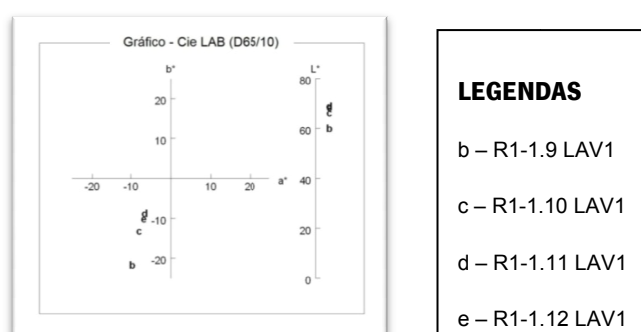 Gráfico - Cie LAB (D65/10)
b*
L*
80
20
d
c
60
b
10
-20
-10
10
20
a*
40
d
e
-10
c
20
b
-20
0
LEGENDAS
b – R1-1.9 LAV1
c – R1-1.10 LAV1
d – R1-1.11 LAV1
e – R1-1.12 LAV1